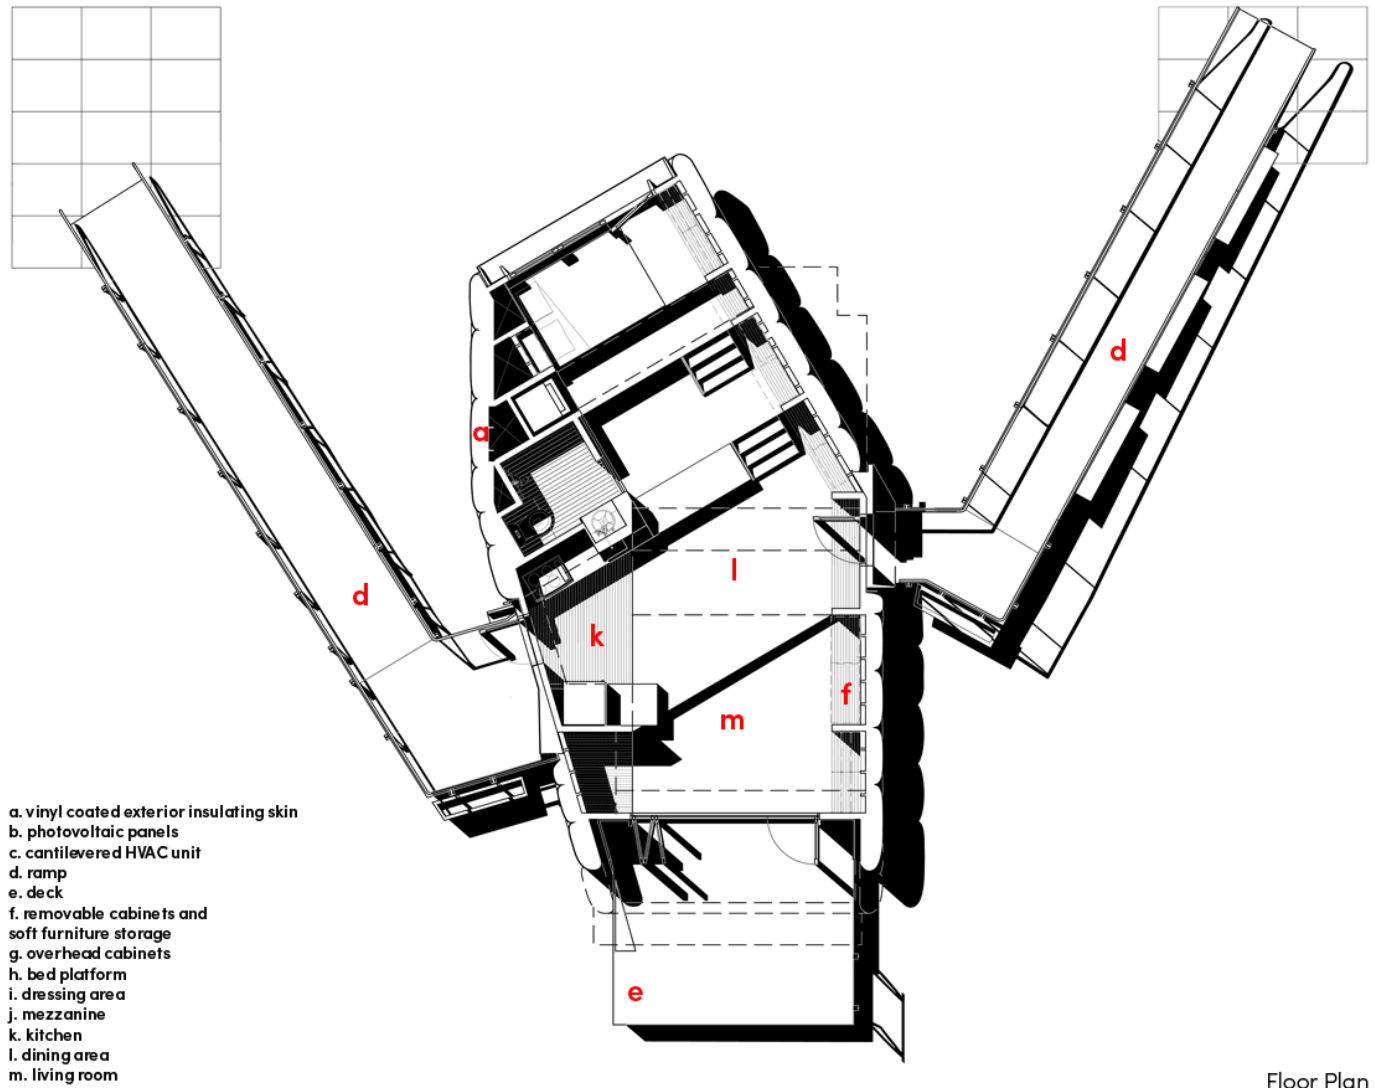 d
a
d
l
k
f
m
e
a. vinyl coated exterior insulating skin
b. photovoltaic panels
c. cantilevered HVAC unit
d. ramp
e. deck
f. removable cabinets and
soft furniture storage
g. overhead cabinets
h. bed platform
i. dressing area
j. mezzanine
k. kitchen
l. dining area
m. living room
Floor Plan